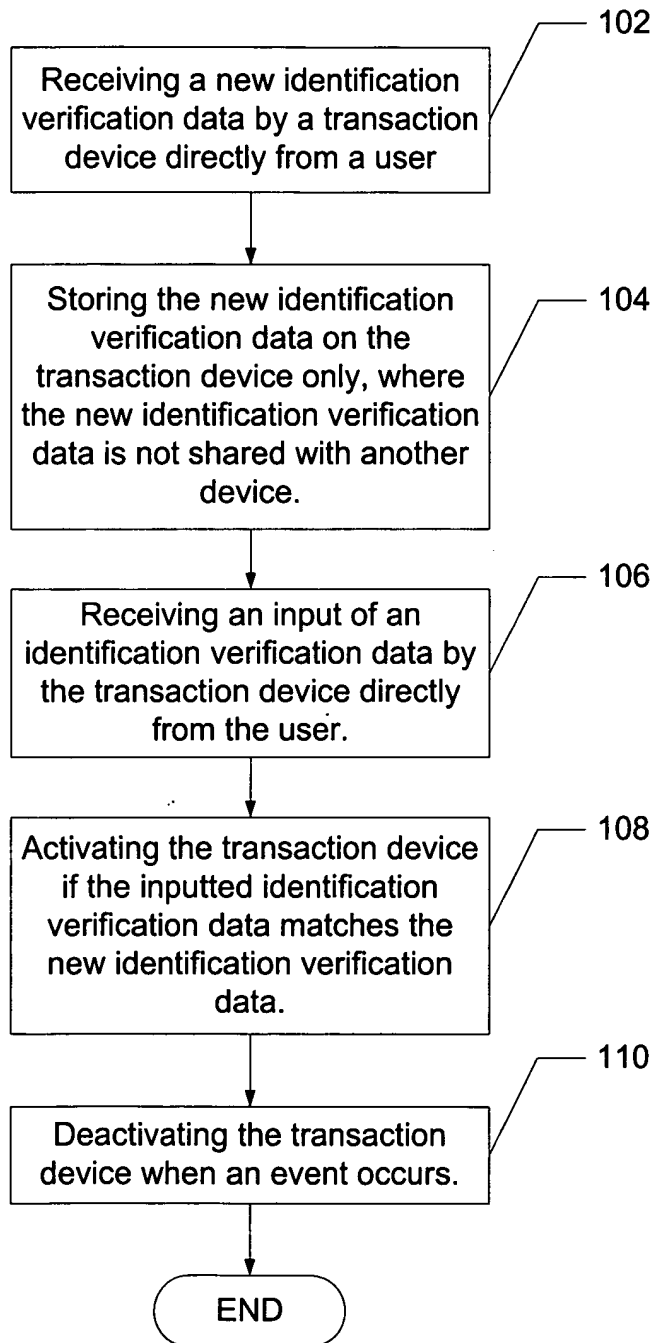 102
Receiving a new identification
verification data by a transaction
device directly from a user
104
Storing the new identification
verification data on the
transaction device only, where
the new identification verification
data is not shared with another
device.
106
Receiving an input of an
identification verification data by
the transaction device directly
from the user.
108
Activating the transaction device
if the inputted identification
verification data matches the
new identification verification
data.
110
Deactivating the transaction
device when an event occurs.
END